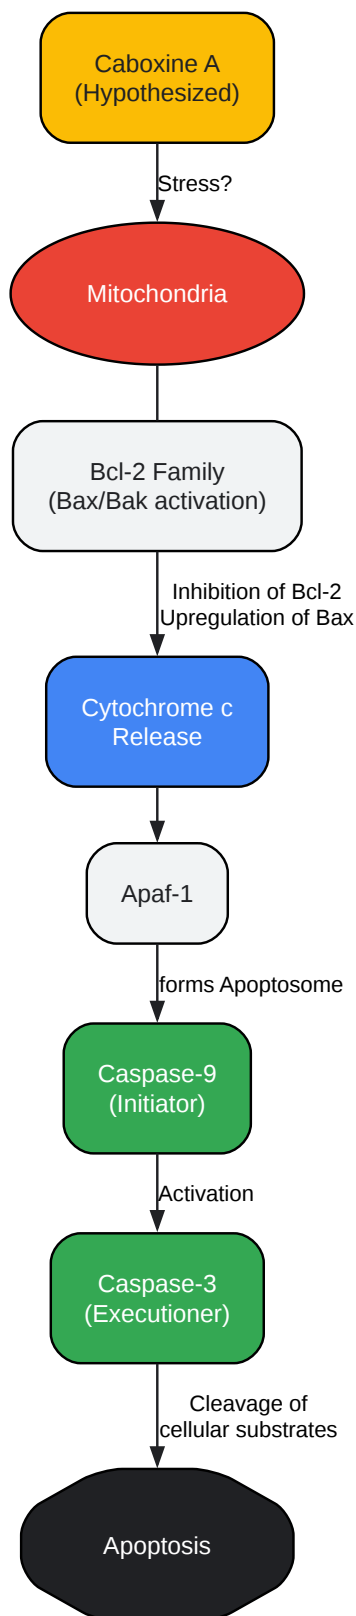 Caboxine A
(Hypothesized)
Stress?
Mitochondria
Bcl-2 Family
(Bax/Bak activation)
Inhibition of Bcl-2
Upregulation of Bax
Cytochrome c
Release
Apaf-1
forms Apoptosome
Caspase-9
(Initiator)
Activation
Caspase-3
(Executioner)
Cleavage of
cellular substrates
Apoptosis